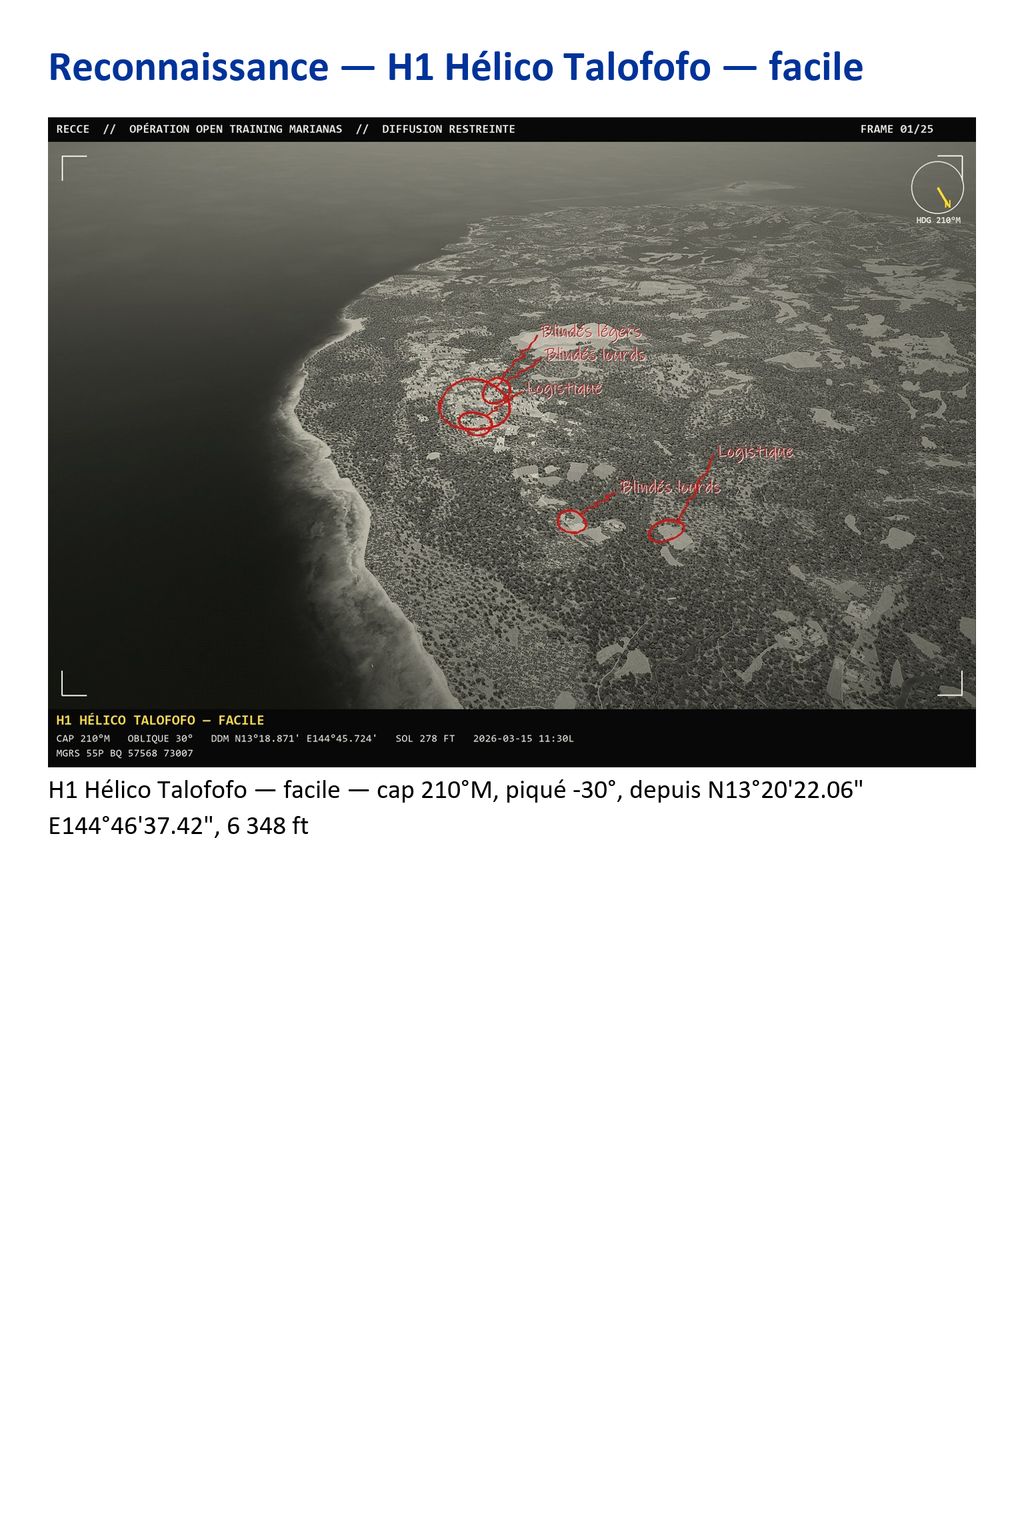 Reconnaissance — H1 Hélico Talofofo — facile
RECCE // OPÉRATION OPEN TRAINING MARIANAS // DIFFUSION RESTREINTE FRAME 01/25
N
HDG 210°M
Blindés légers
Blindés lourds
Logistique
Logistique
Blindés lourds
H1 HÉLICO TALOFOFO — FACILE
CAP 210°M OBLIQUE 30° DDM N13°18.871' E144°45.724' SOL 278 FT 2026-03-15 11:30L
MGRS 55P BQ 57568 73007
H1 Hélico Talofofo — facile — cap 210°M, piqué -30°, depuis N13°20'22.06"
E144°46'37.42", 6 348 ft